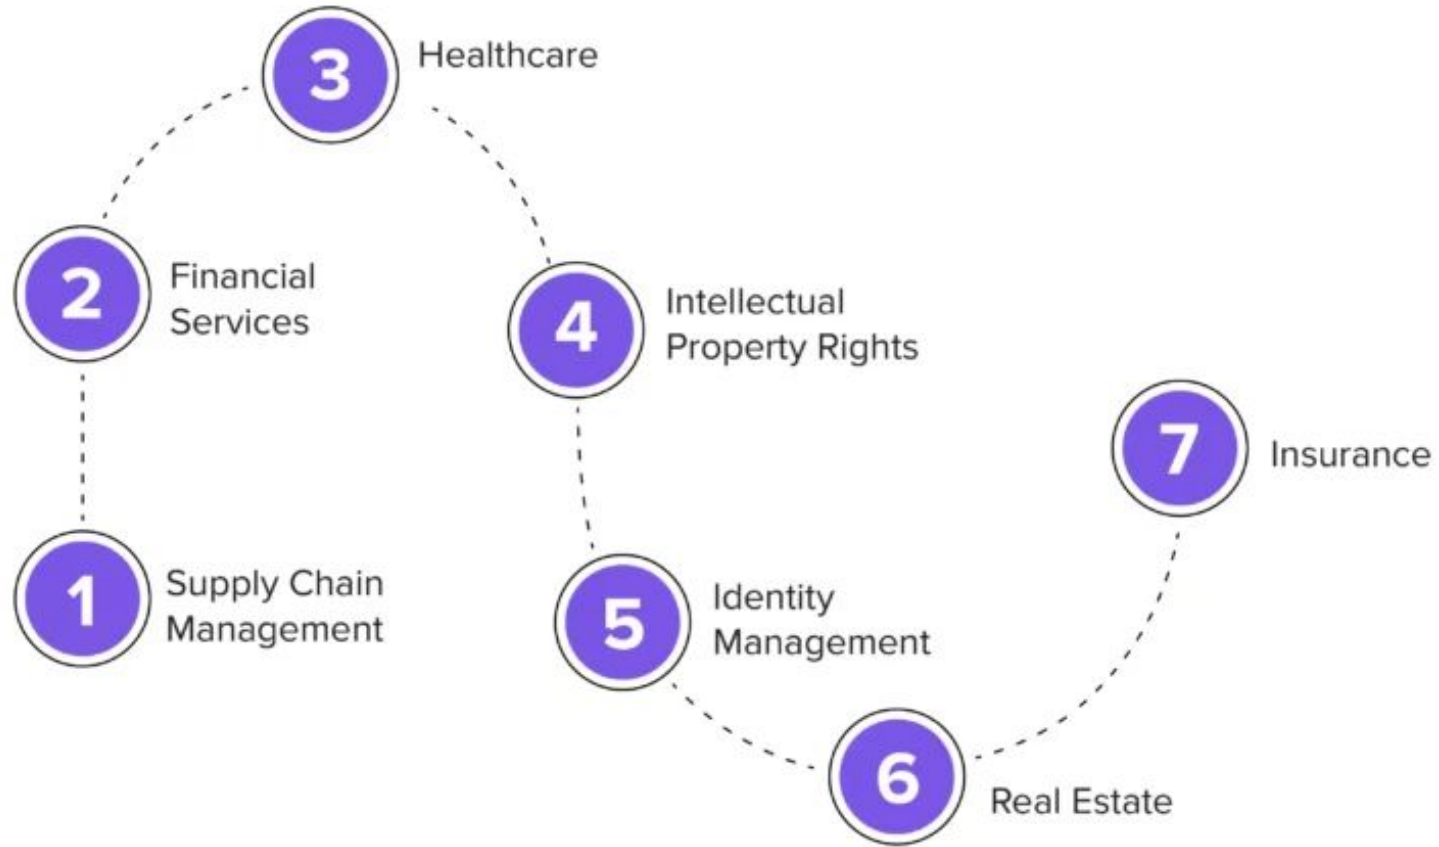 1
Supply Chain
Management
2
Financial
Services
3
Healthcare
4
Intellectual
Property Rights
5
Identity
Management
6
Real Estate
7
Insurance